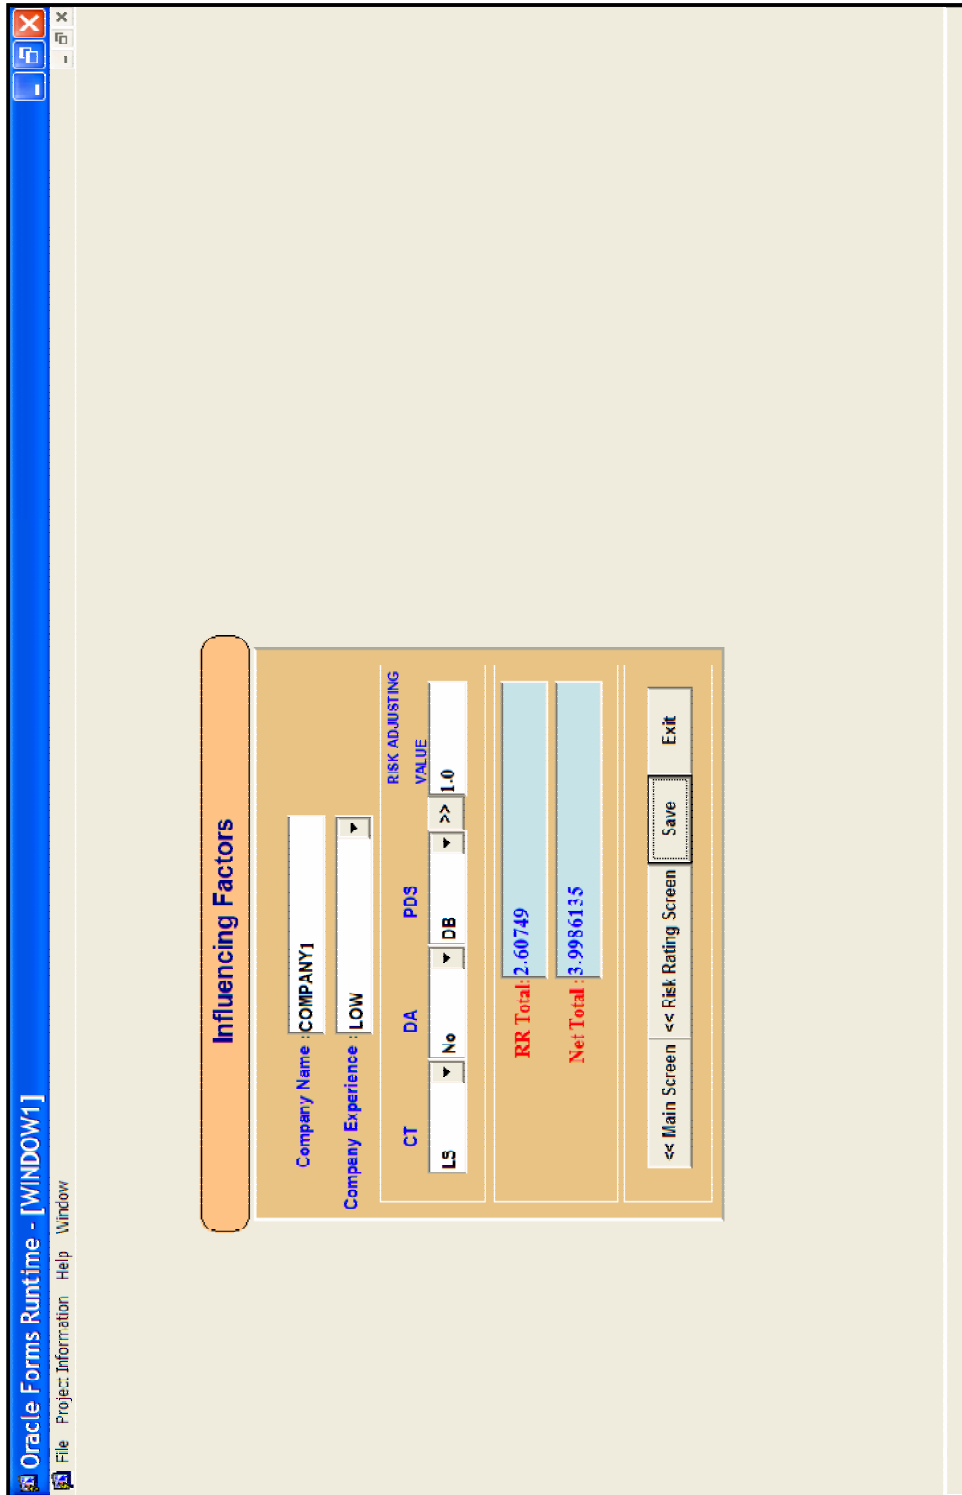 Oracle Forms Runtime - [WINDOW1]
File Project Information Help Window
Influencing Factors
Company Name : COMPANY1
Company Experience : LOW
CT DA PDS RISK ADJUSTING VALUE
LS No DB >> 1.0
RR Total: 2.60749
Net Total : 3.9986135
<< Main Screen << Risk Rating Screen Save Exit